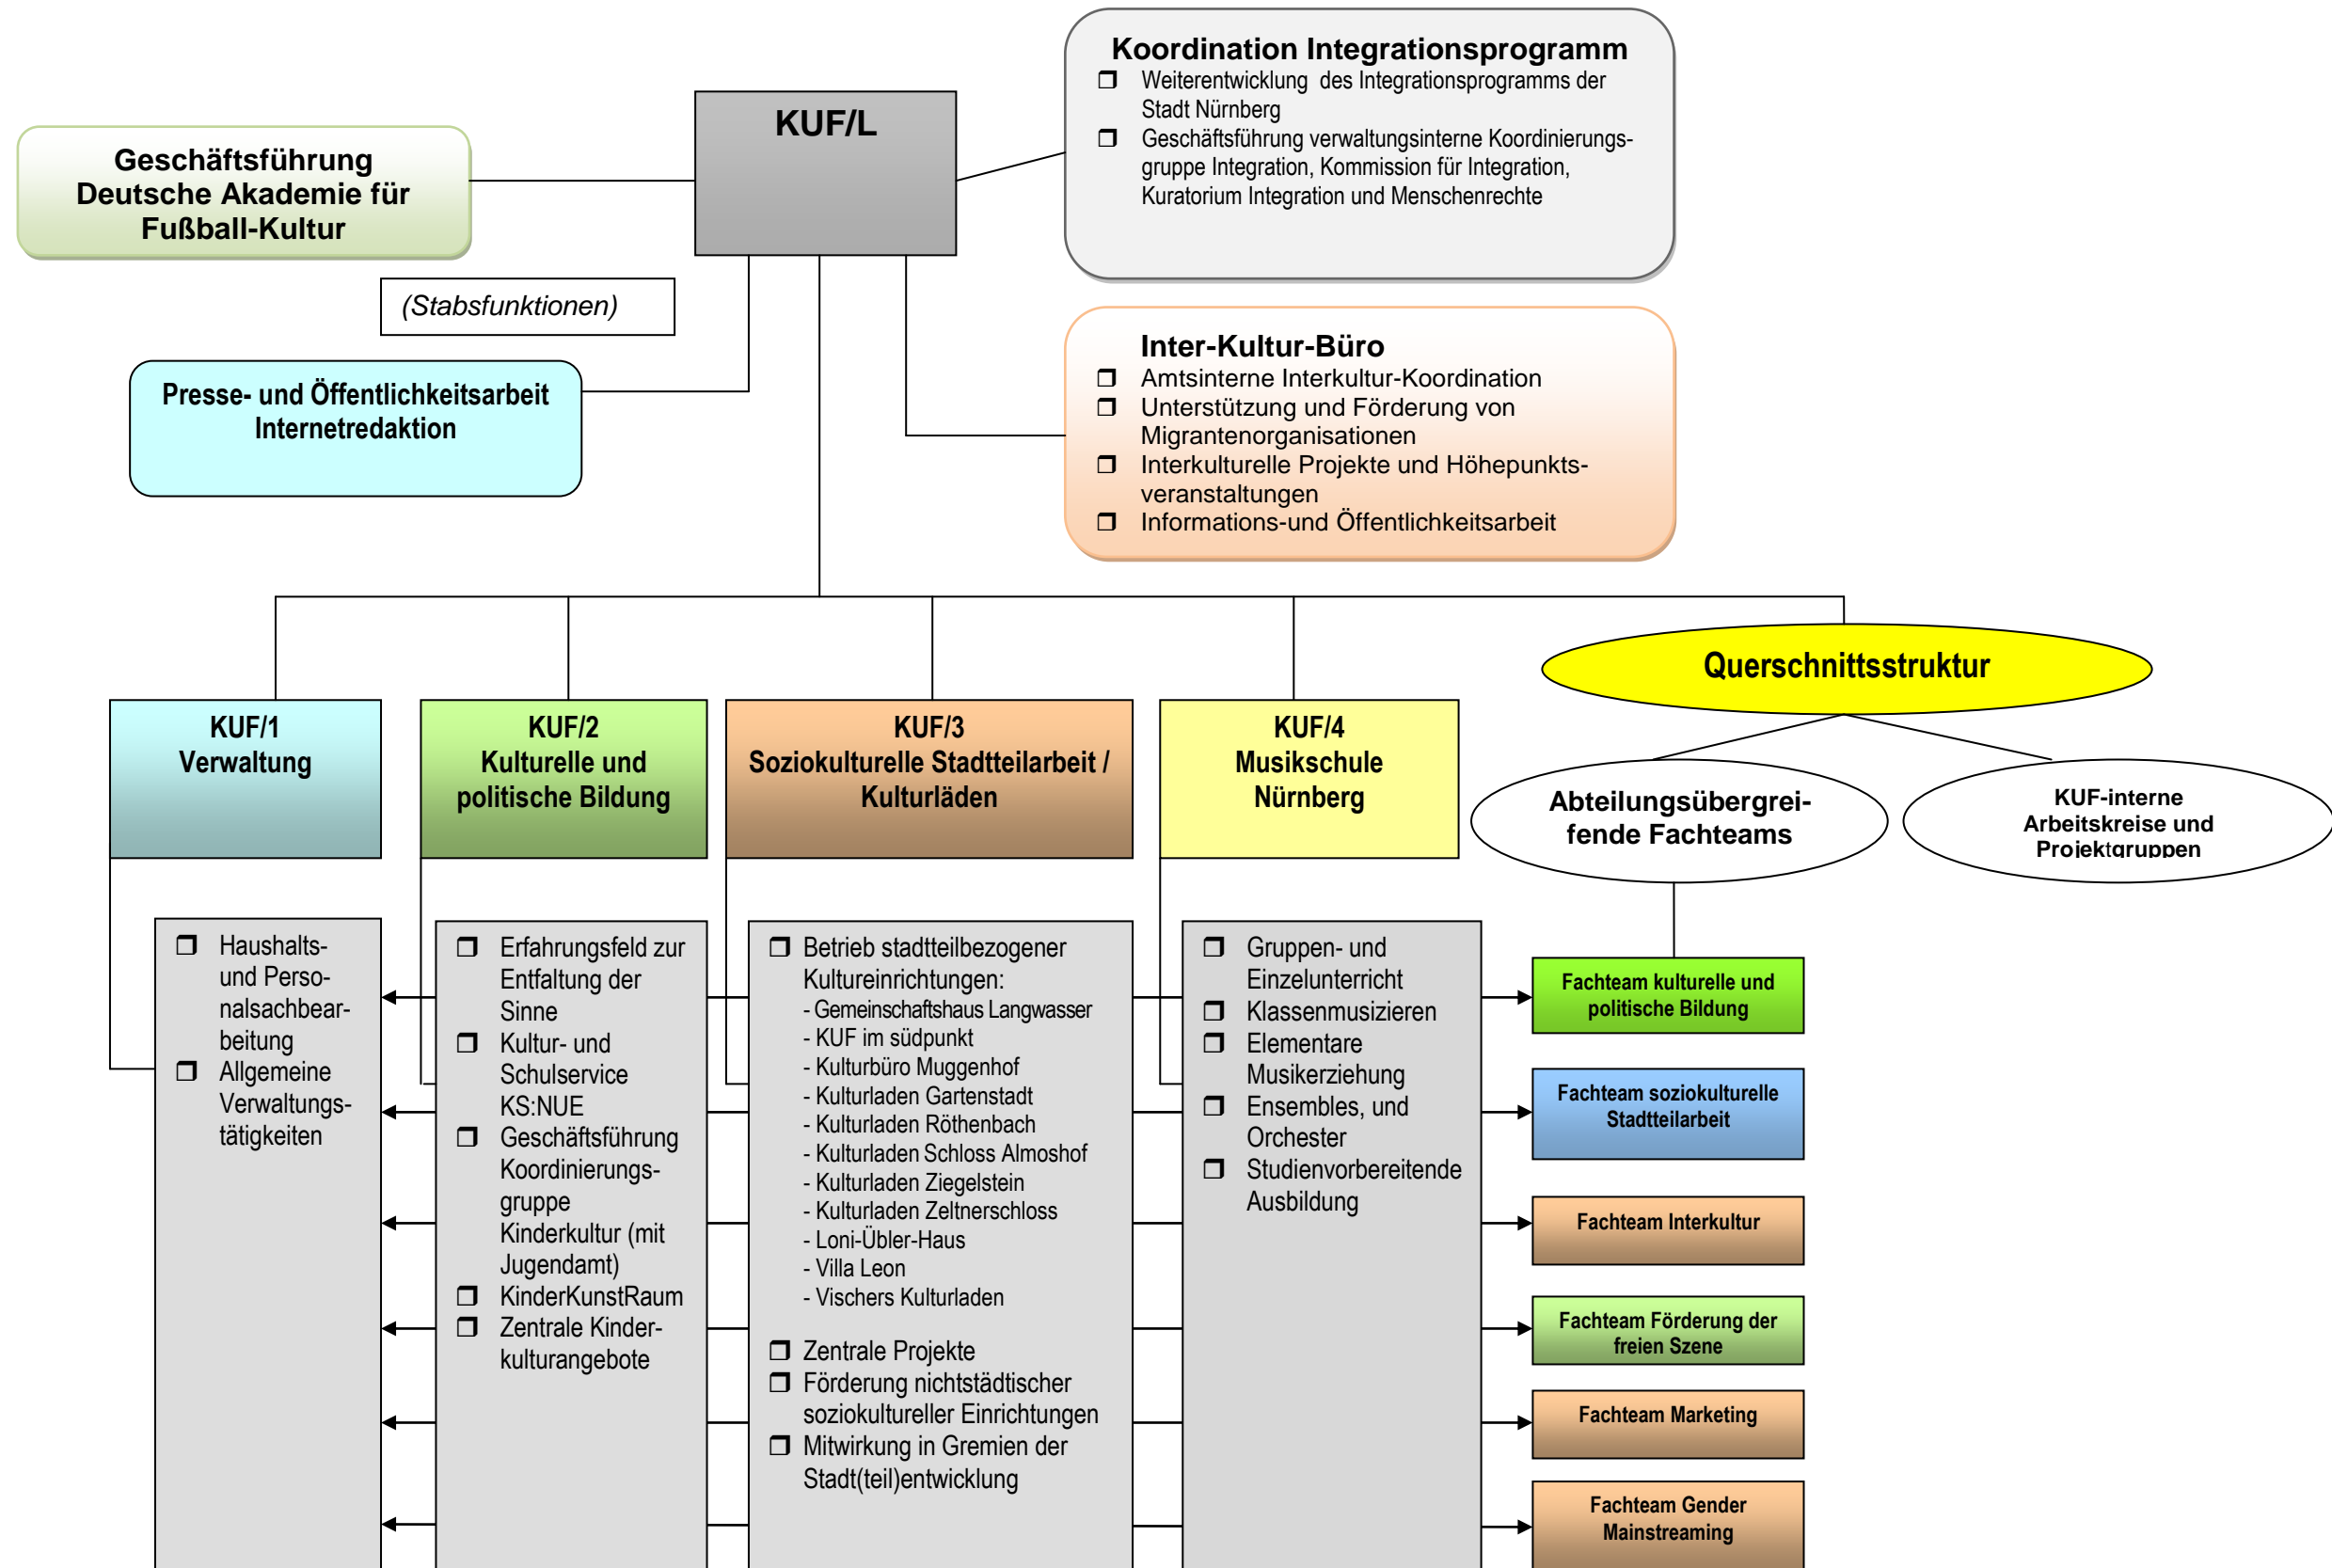 Koordination Integrationsprogramm
❒ Weiterentwicklung des Integrationsprogramms der
Stadt Nürnberg
❒ Geschäftsführung verwaltungsinterne Koordinierungs-
gruppe Integration, Kommission für Integration,
Kuratorium Integration und Menschenrechte
KUF/L
Geschäftsführung
Deutsche Akademie für
Fußball-Kultur
(Stabsfunktionen)
Presse- und Öffentlichkeitsarbeit
Internetredaktion
Inter-Kultur-Büro
❒ Amtsinterne Interkultur-Koordination
❒ Unterstützung und Förderung von
Migrantenorganisationen
❒ Interkulturelle Projekte und Höhepunkts-
veranstaltungen
❒ Informations-und Öffentlichkeitsarbeit
Querschnittsstruktur
KUF/1
Verwaltung
KUF/2
Kulturelle und
politische Bildung
KUF/3
Soziokulturelle Stadtteilarbeit /
Kulturläden
KUF/4
Musikschule
Nürnberg
Abteilungsübergrei-
fende Fachteams
KUF-interne
Arbeitskreise und
Projektgruppen
❒ Haushalts-
und Perso-
nalsachbear-
beitung
❒ Allgemeine
Verwaltungs-
tätigkeiten
❒ Erfahrungsfeld zur
Entfaltung der
Sinne
❒ Kultur- und
Schulservice
KS:NUE
❒ Geschäftsführung
Koordinierungs-
gruppe
Kinderkultur (mit
Jugendamt)
❒ KinderKunstRaum
❒ Zentrale Kinder-
kulturangebote
❒ Betrieb stadtteilbezogener
Kultureinrichtungen:
- Gemeinschaftshaus Langwasser
- KUF im südpunkt
- Kulturbüro Muggenhof
- Kulturladen Gartenstadt
- Kulturladen Röthenbach
- Kulturladen Schloss Almoshof
- Kulturladen Ziegelstein
- Kulturladen Zeltnerschloss
- Loni-Übler-Haus
- Villa Leon
- Vischers Kulturladen
❒ Zentrale Projekte
❒ Förderung nichtstädtischer
soziokultureller Einrichtungen
❒ Mitwirkung in Gremien der
Stadt(teil)entwicklung
❒ Gruppen- und
Einzelunterricht
❒ Klassenmusizieren
❒ Elementare
Musikerziehung
❒ Ensembles, und
Orchester
❒ Studienvorbereitende
Ausbildung
Fachteam kulturelle und
politische Bildung
Fachteam soziokulturelle
Stadtteilarbeit
Fachteam Interkultur
Fachteam Förderung der
freien Szene
Fachteam Marketing
Fachteam Gender
Mainstreaming